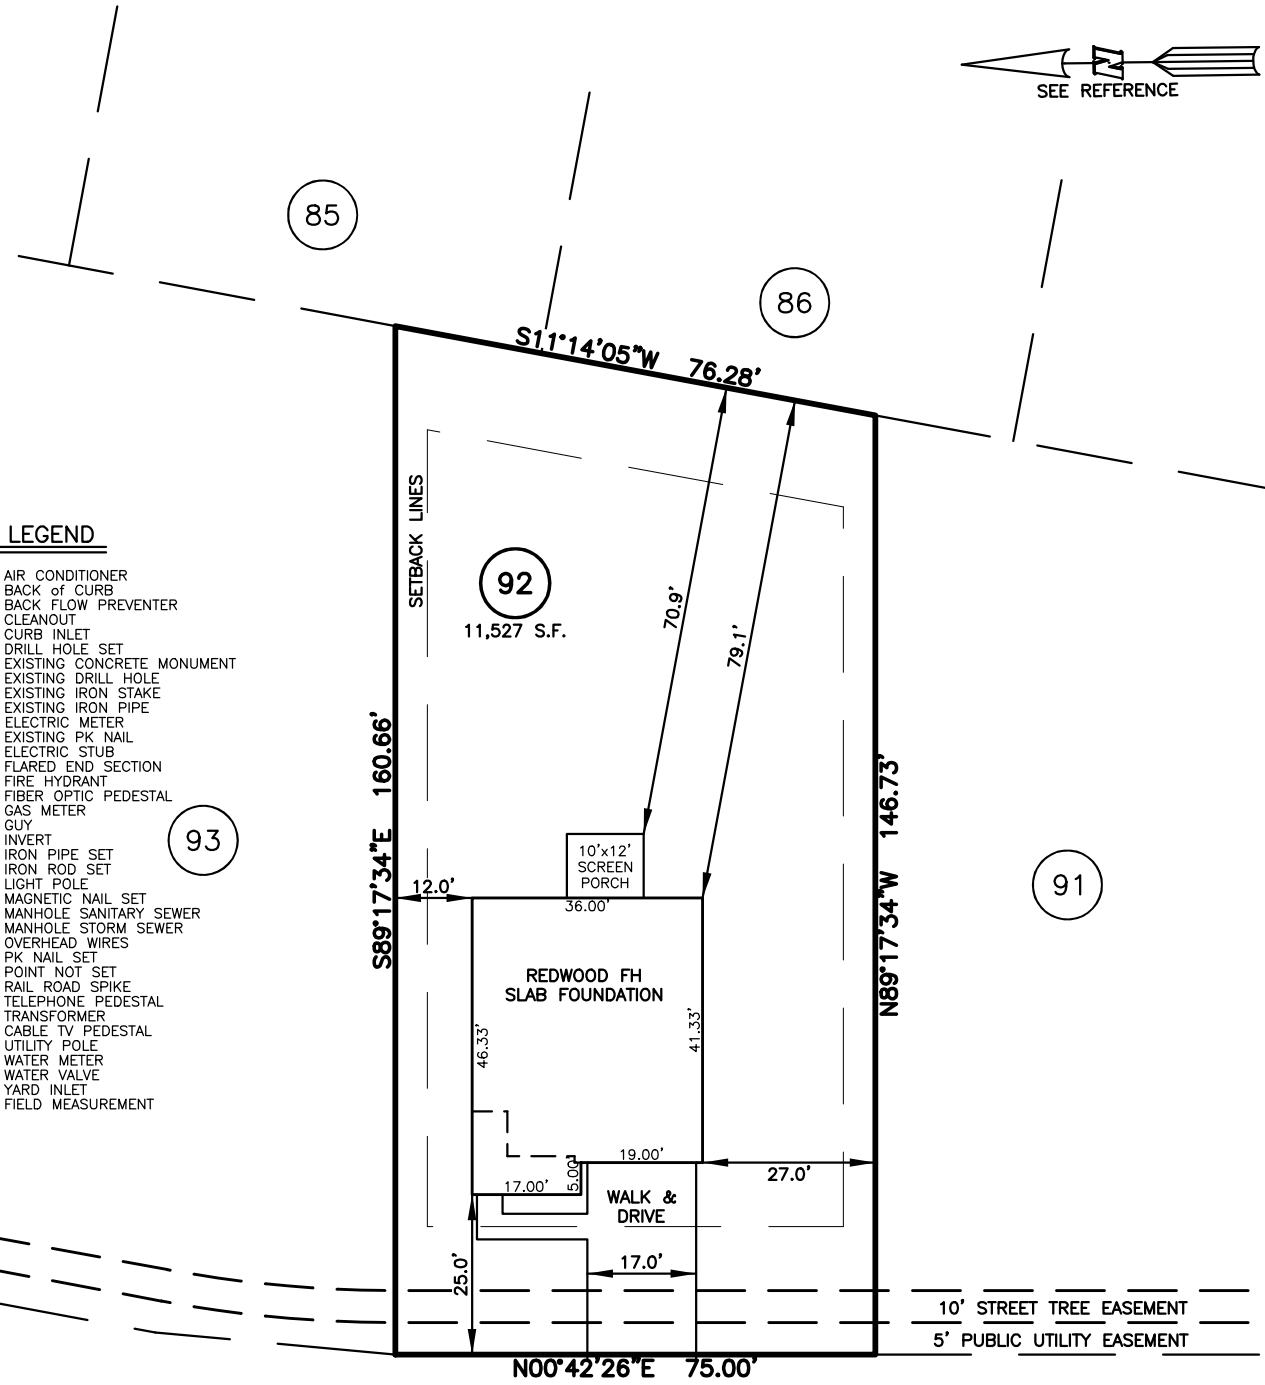 N
SEE REFERENCE
85
86
S11°14'05"W 76.28'
LEGEND
AIR CONDITIONER
BACK of CURB
BACK FLOW PREVENTER
CLEANOUT
CURB INLET
DRILL HOLE SET
EXISTING CONCRETE MONUMENT
EXISTING DRILL HOLE
EXISTING IRON STAKE
EXISTING IRON PIPE
ELECTRIC METER
EXISTING PK NAIL
ELECTRIC STUB
FLARED END SECTION
FIRE HYDRANT
FIBER OPTIC PEDESTAL
GAS METER
GUY
INVERT
IRON PIPE SET
IRON ROD SET
LIGHT POLE
MAGNETIC NAIL SET
MANHOLE SANITARY SEWER
MANHOLE STORM SEWER
OVERHEAD WIRES
PK NAIL SET
POINT NOT SET
RAIL ROAD SPIKE
TELEPHONE PEDESTAL
TRANSFORMER
CABLE TV PEDESTAL
UTILITY POLE
WATER METER
WATER VALVE
YARD INLET
FIELD MEASUREMENT
93
S89°17'34"E 160.66'
SETBACK LINES
92
11,527 S.F.
70.9'
79.1'
N89°17'34"W 146.73'
91
10'x12'
SCREEN
PORCH
12.0'
36.00'
REDWOOD FH
SLAB FOUNDATION
46.33'
41.33'
19.00'
5.00'
17.00'
27.0'
WALK &
DRIVE
25.0'
17.0'
10' STREET TREE EASEMENT
5' PUBLIC UTILITY EASEMENT
N00°42'26"E 75.00'